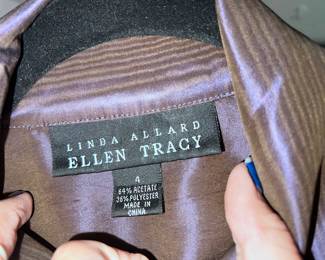 LINDA ALLARD
ELLEN TRACY
4
64% ACETATE
36% POLYESTER
MADE IN
CHINA